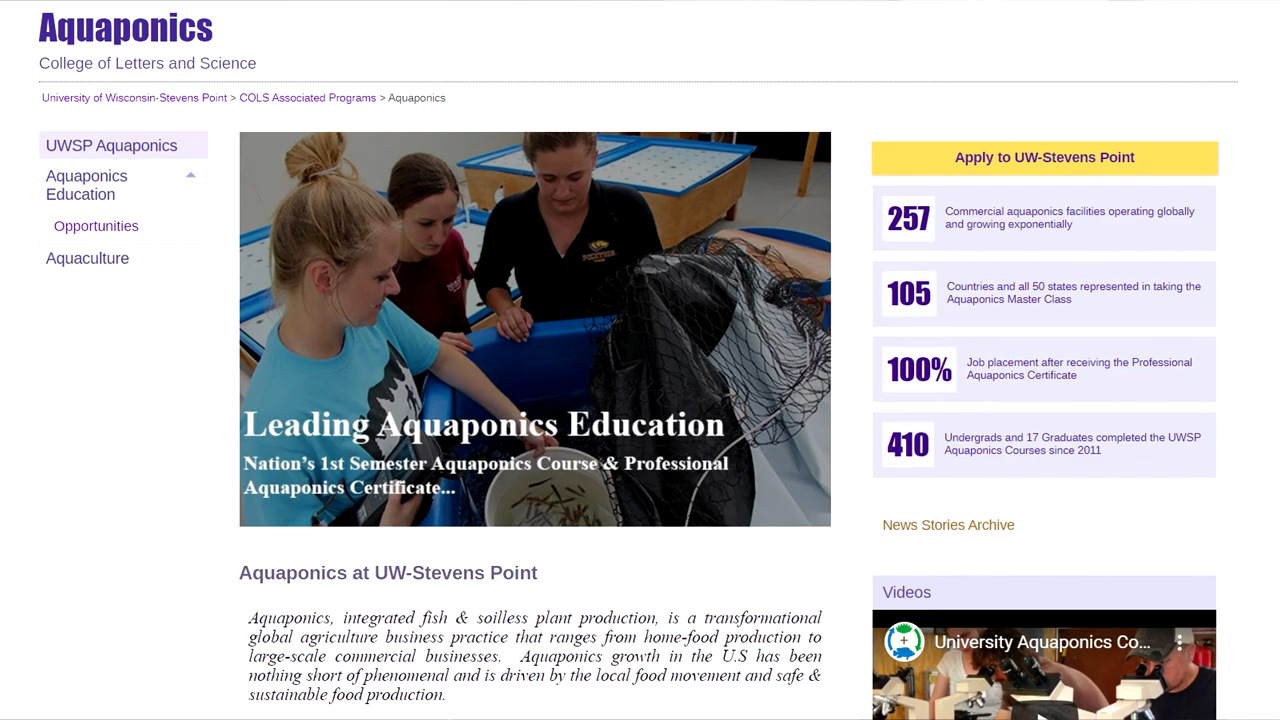 Aquaponics
College of Letters and Science
University of Wisconsin-Stevens Point > COLS Associated Programs > Aquaponics
UWSP Aquaponics
Aquaponics
Education
Opportunities
Aquaculture
Leading Aquaponics Education
Nation's 1st Semester Aquaponics Course & Professional
Aquaponics Certificate...
Aquaponics at UW-Stevens Point
Aquaponics, integrated fish & soilless plant production, is a transformational
global agriculture business practice that ranges from home-food production to
large-scale commercial businesses. Aquaponics growth in the U.S has been
nothing short of phenomenal and is driven by the local food movement and safe &
sustainable food production.
Apply to UW-Stevens Point
257
Commercial aquaponics facilities operating globally
and growing exponentially
105
Countries and all 50 states represented in taking the
Aquaponics Master Class
100%
Job placement after receiving the Professional
Aquaponics Certificate
410
Undergrads and 17 Graduates completed the UWSP
Aquaponics Courses since 2011
News Stories Archive
Videos
University Aquaponics Co...